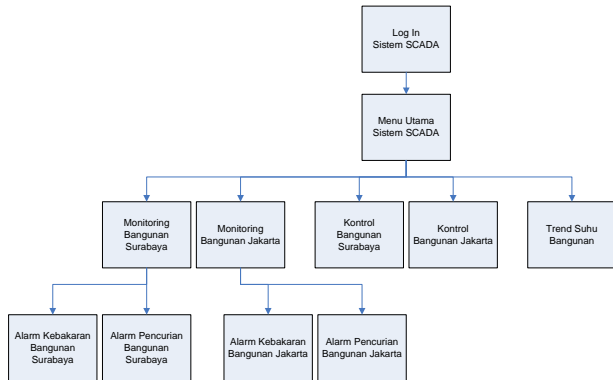 Log In
Sistem SCADA
Menu Utama
Sistem SCADA
Monitoring
Bangunan
Surabaya
Monitoring
Bangunan Jakarta
Kontrol
Bangunan
Surabaya
Kontrol
Bangunan Jakarta
Trend Suhu
Bangunan
Alarm Kebakaran
Bangunan
Surabaya
Alarm Pencurian
Bangunan
Surabaya
Alarm Kebakaran
Bangunan Jakarta
Alarm Pencurian
Bangunan Jakarta